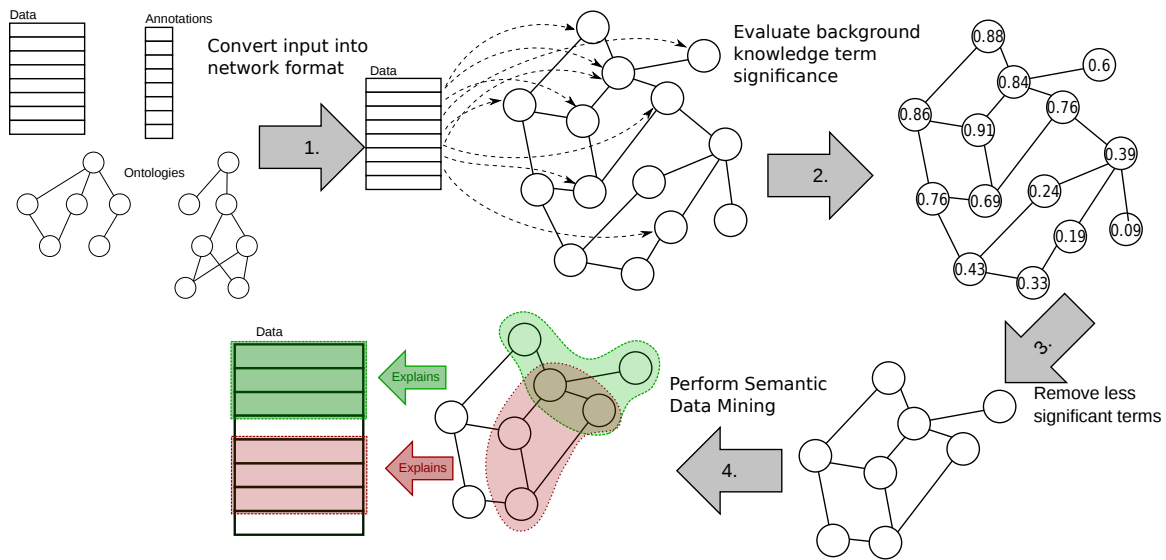 Data
Annotations
Ontologies
Convert input into
network format
1.
Data
Evaluate background
knowledge term
significance
2.
0.88
0.6
0.84
0.76
0.86
0.91
0.39
0.24
0.76
0.69
0.19
0.09
0.43
0.33
3.
Remove less
significant terms
Perform Semantic
Data Mining
4.
Data
Explains
Explains